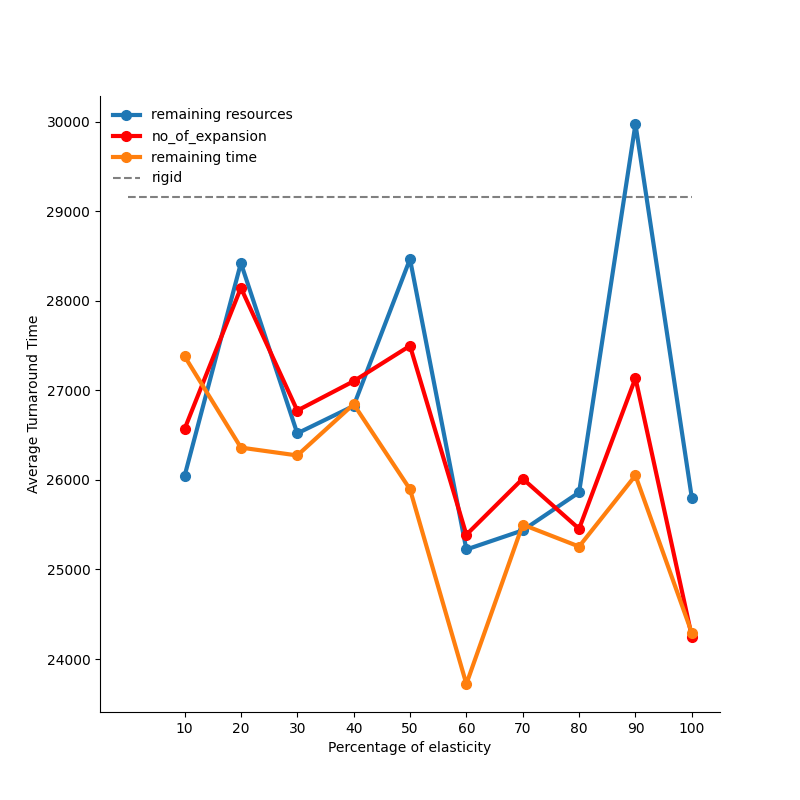 remaining resources
no_of_expansion
remaining time
rigid
30000
29000
28000
27000
26000
25000
24000
Average Turnaround Time
10 20 30 40 50 60 70 80 90 100
Percentage of elasticity